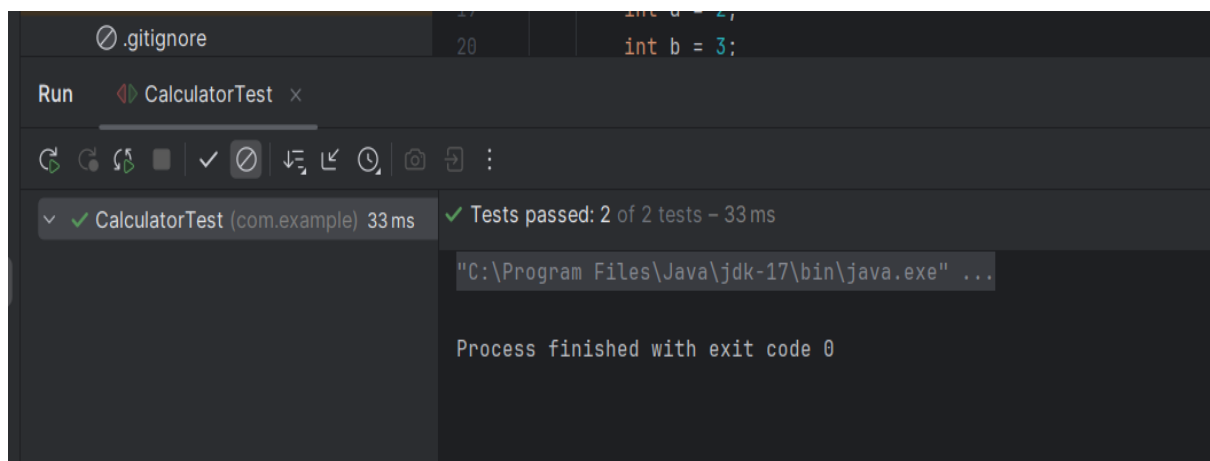 .gitignore
20 int b = 3;
Run CalculatorTest ×
CalculatorTest (com.example) 33 ms
Tests passed: 2 of 2 tests – 33 ms
"C:\Program Files\Java\jdk-17\bin\java.exe" ...
Process finished with exit code 0